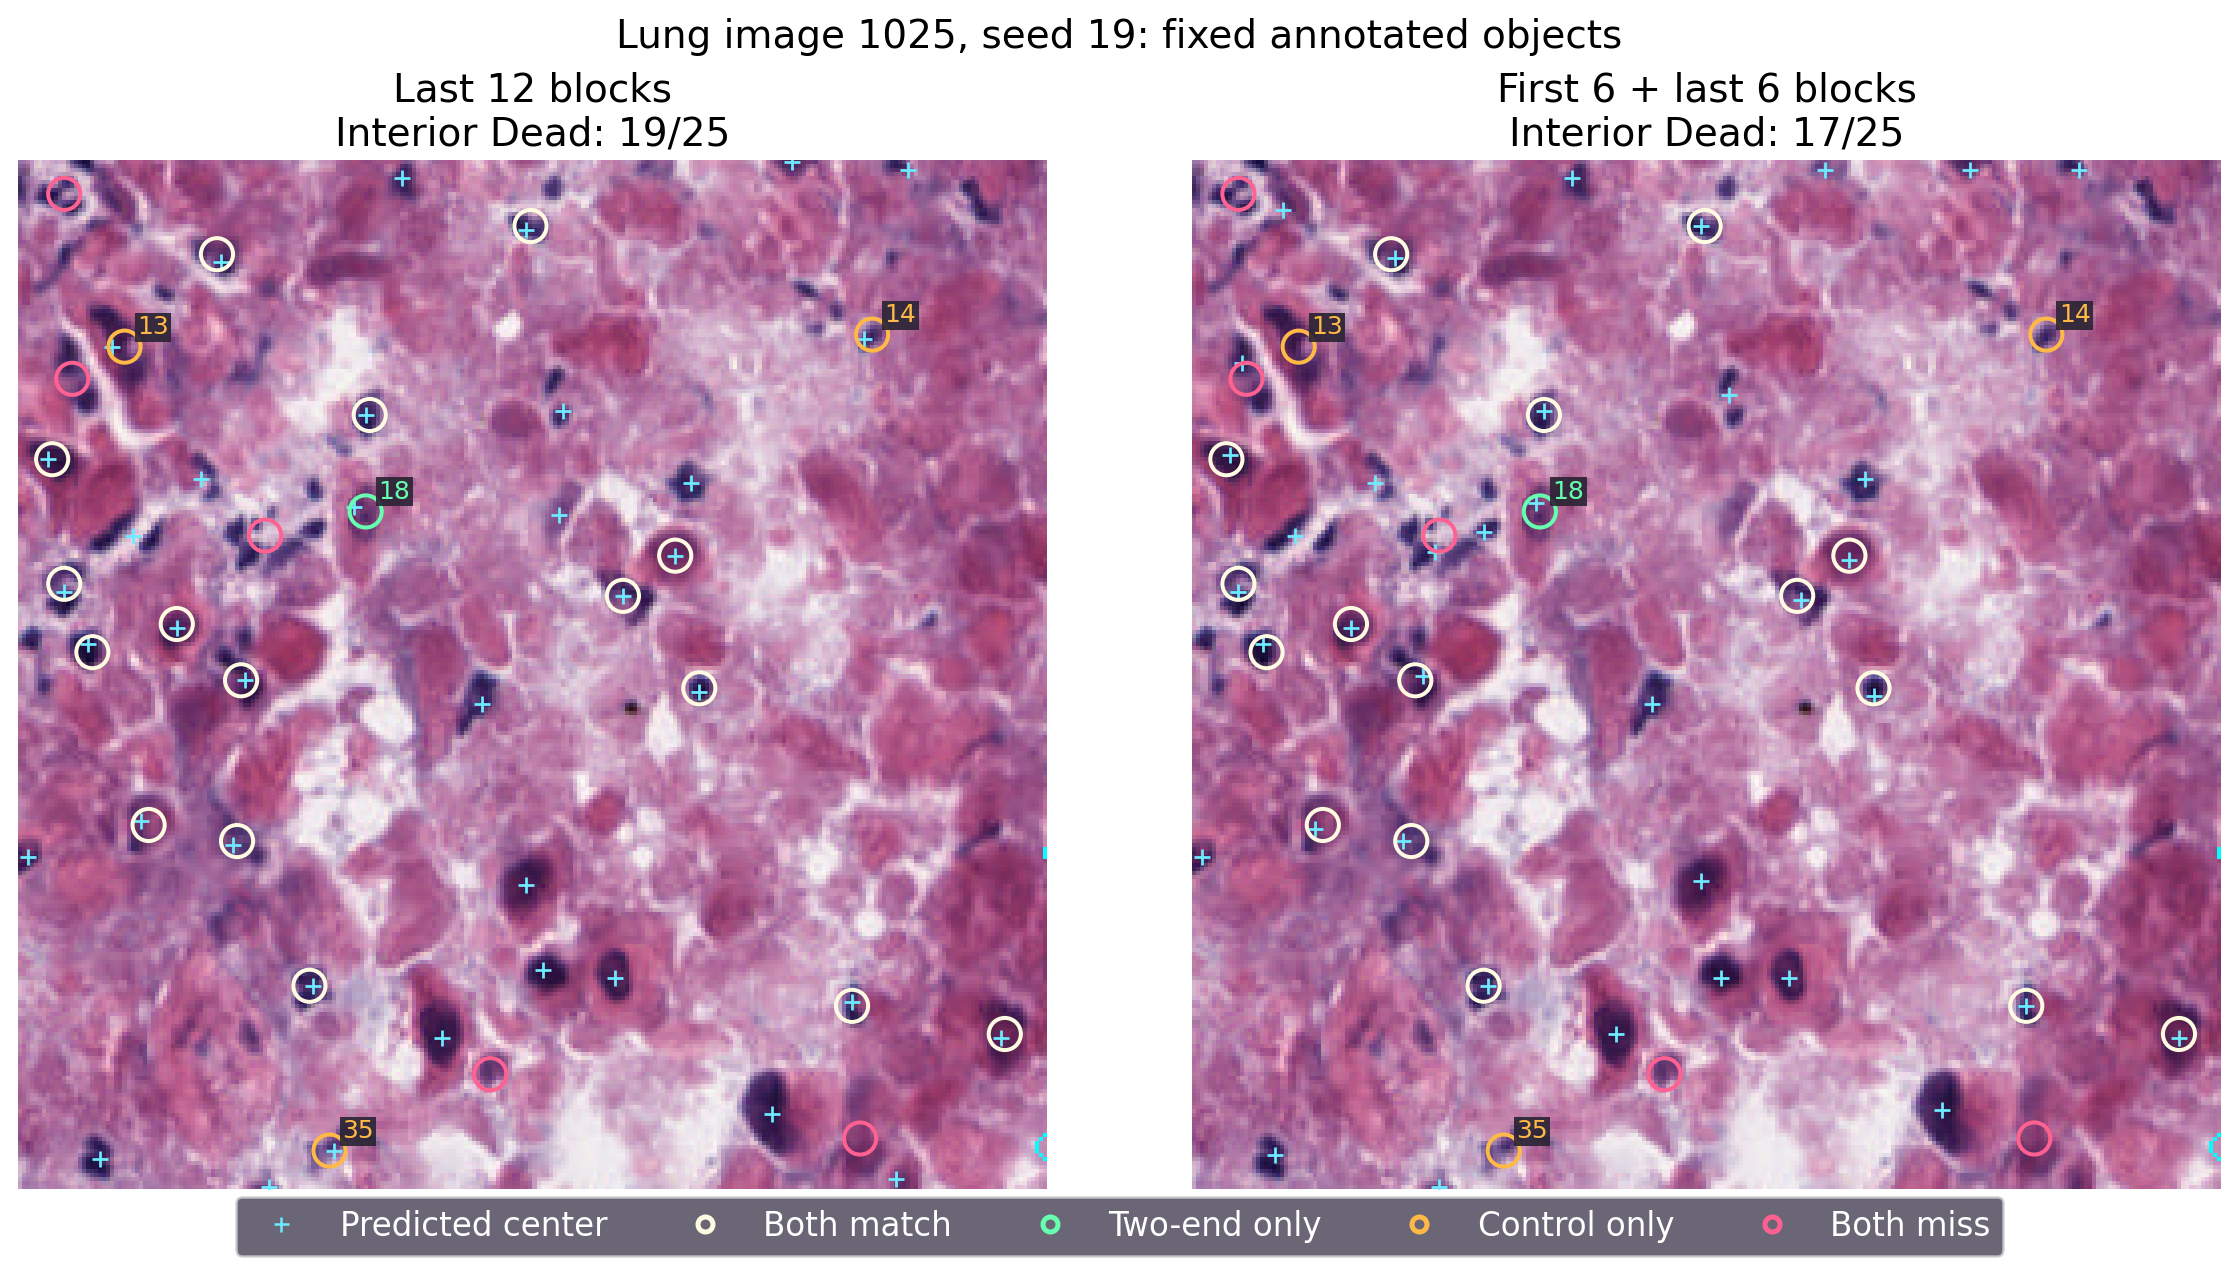 Lung image 1025, seed 19: fixed annotated objects
Last 12 blocks
Interior Dead: 19/25
First 6 + last 6 blocks
Interior Dead: 17/25
13
14
18
35
13
14
18
35
Predicted center
Both match
Two-end only
Control only
Both miss